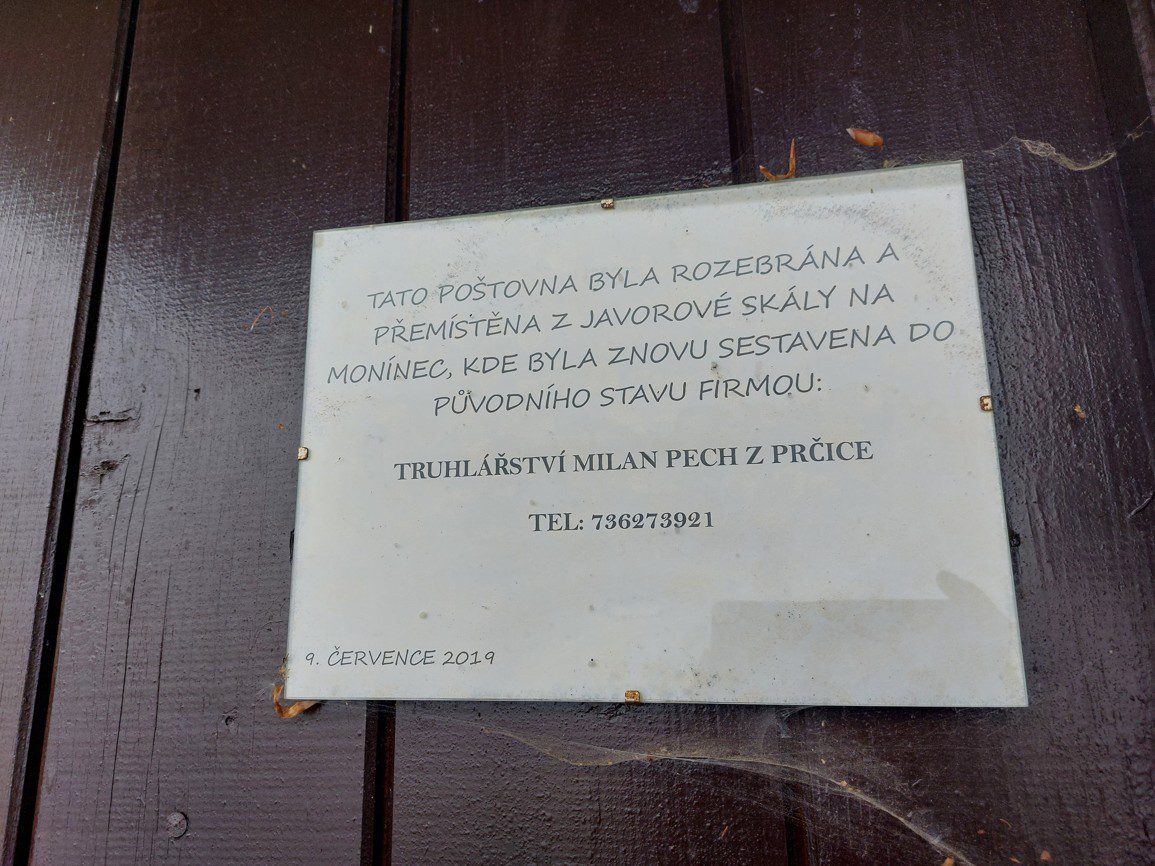 TATO POŠTOVNA BYLA ROZEBRÁNA A
PŘEMÍSTĚNA Z JAVOROVÉ SKÁLY NA
MONÍNEC, KDE BYLA ZNOVU SESTAVENA DO
PŮVODNÍHO STAVU FIRMOU:
TRUHLÁŘSTVÍ MILAN PECH Z PRČICE
TEL: 736273921
9. ČERVENCE 2019